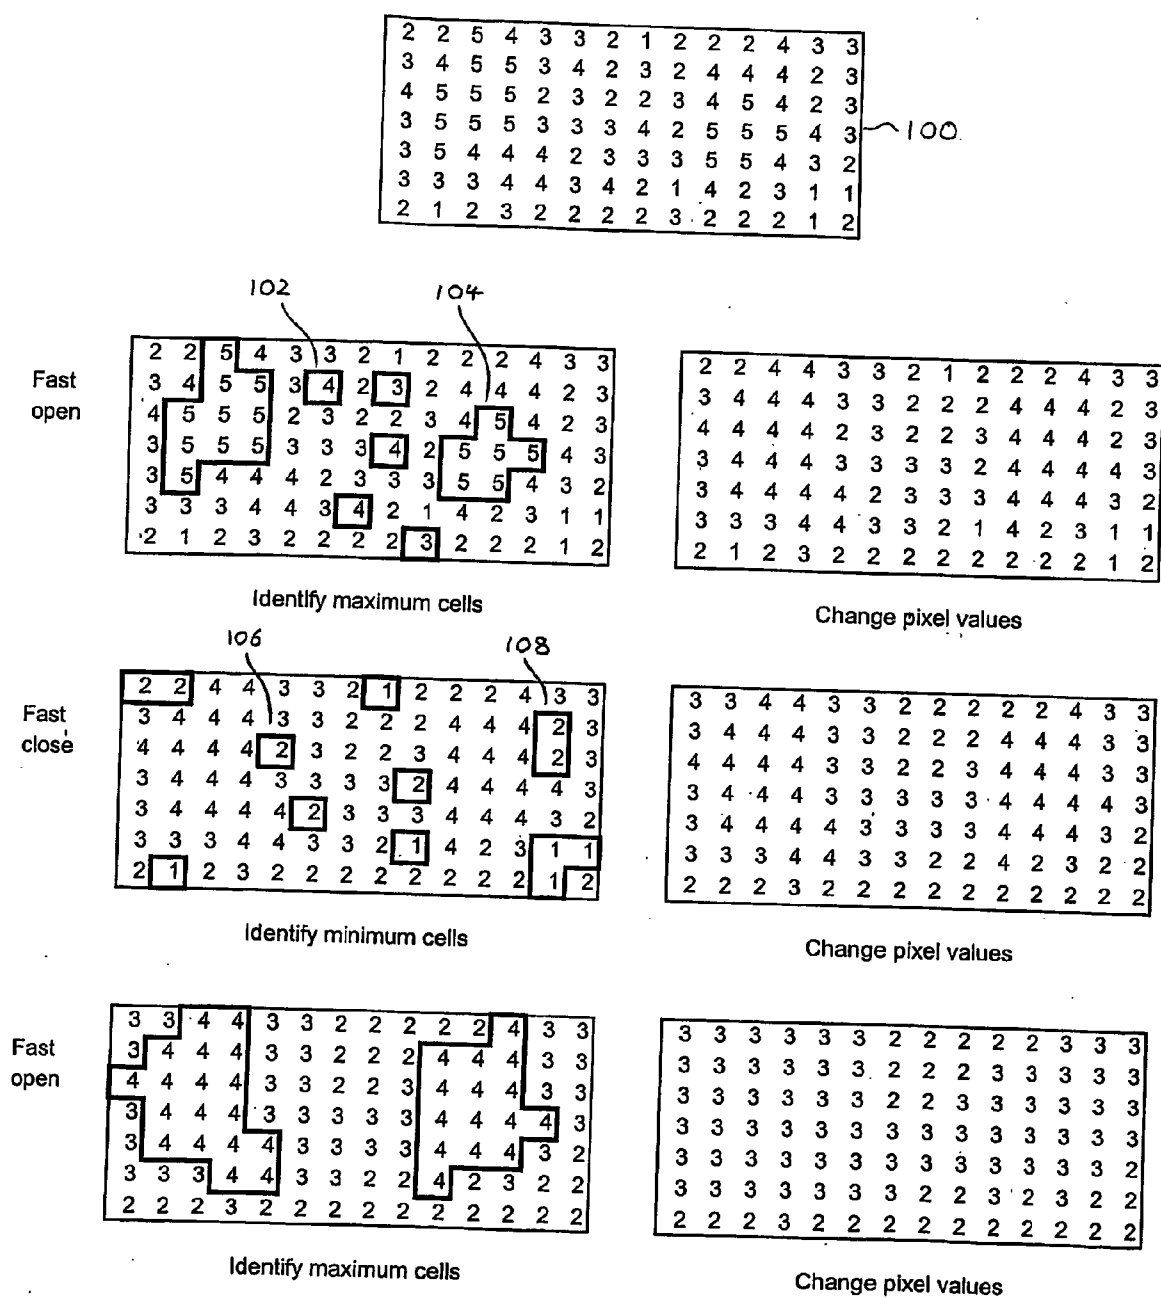 2 2 5 4 3 3 2 1 2 2 2 4 3 3
3 4 5 5 3 4 2 3 2 4 4 4 2 3
4 5 5 5 2 3 2 2 3 4 5 4 2 3
3 5 5 5 3 3 3 4 2 5 5 5 4 3
100
3 5 4 4 4 2 3 3 3 5 5 4 3 2
3 3 3 4 4 3 4 2 1 4 2 3 1 1
2 1 2 3 2 2 2 2 3 2 2 2 1 2
102
104
Fast
open
2 2 5 4 3 3 2 1 2 2 2 4 3 3
3 4 5 5 3 4 2 3 2 4 4 4 2 3
4 5 5 5 2 3 2 2 3 4 5 4 2 3
3 5 5 5 3 3 3 4 2 5 5 5 4 3
3 5 4 4 4 2 3 3 3 5 5 4 3 2
3 3 3 4 4 3 4 2 1 4 2 3 1 1
2 1 2 3 2 2 2 2 3 2 2 2 1 2
Identify maximum cells
2 2 4 4 3 3 2 1 2 2 2 4 3 3
3 4 4 4 3 3 2 2 2 4 4 4 2 3
4 4 4 4 2 3 2 2 3 4 4 4 2 3
3 4 4 4 3 3 3 3 2 4 4 4 4 3
3 4 4 4 4 2 3 3 3 4 4 4 3 2
3 3 3 4 4 3 3 2 1 4 2 3 1 1
2 1 2 3 2 2 2 2 2 2 2 2 1 2
Change pixel values
106
108
Fast
close
2 2 4 4 3 3 2 1 2 2 2 4 3 3
3 4 4 4 3 3 2 2 2 4 4 4 2 3
4 4 4 4 2 3 2 2 3 4 4 4 2 3
3 4 4 4 3 3 3 3 2 4 4 4 4 3
3 4 4 4 4 2 3 3 3 4 4 4 3 2
3 3 3 4 4 3 3 2 1 4 2 3 1 1
2 1 2 3 2 2 2 2 2 2 2 2 1 2
Identify minimum cells
3 3 4 4 3 3 2 2 2 2 2 4 3 3
3 4 4 4 3 3 2 2 2 4 4 4 3 3
4 4 4 4 3 3 2 2 3 4 4 4 3 3
3 4 4 4 3 3 3 3 3 4 4 4 4 3
3 4 4 4 4 3 3 3 3 4 4 4 3 2
3 3 3 4 4 3 3 2 2 4 2 3 2 2
2 2 2 3 2 2 2 2 2 2 2 2 2 2
Change pixel values
Fast
open
3 3 4 4 3 3 2 2 2 2 2 4 3 3
3 4 4 4 3 3 2 2 2 4 4 4 3 3
4 4 4 4 3 3 2 2 3 4 4 4 3 3
3 4 4 4 3 3 3 3 3 4 4 4 4 3
3 4 4 4 4 3 3 3 3 4 4 4 3 2
3 3 3 4 4 3 3 2 2 4 2 3 2 2
2 2 2 3 2 2 2 2 2 2 2 2 2 2
Identify maximum cells
3 3 3 3 3 3 2 2 2 2 2 3 3 3
3 3 3 3 3 3 2 2 2 3 3 3 3 3
3 3 3 3 3 3 2 2 3 3 3 3 3 3
3 3 3 3 3 3 3 3 3 3 3 3 3 3
3 3 3 3 3 3 3 3 3 3 3 3 3 2
3 3 3 3 3 3 3 2 2 3 2 3 2 2
2 2 2 3 2 2 2 2 2 2 2 2 2 2
Change pixel values